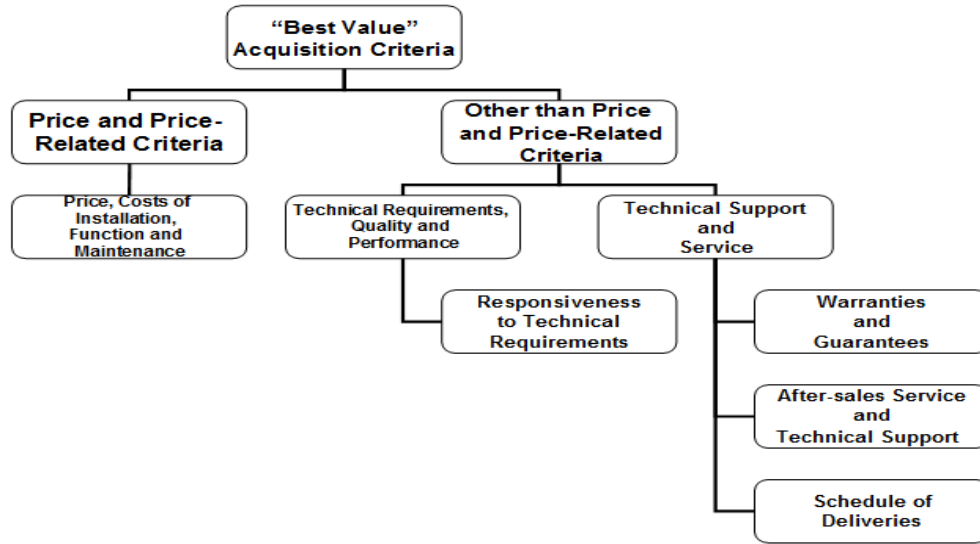 “Best Value”
Acquisition Criteria
Price and Price-
Related Criteria
Other than Price
and Price-Related
Criteria
Price, Costs of
Installation,
Function and
Maintenance
Technical Requirements,
Quality and
Performance
Technical Support
and
Service
Responsiveness
to Technical
Requirements
Warranties
and
Guarantees
After-sales Service
and
Technical Support
Schedule of
Deliveries